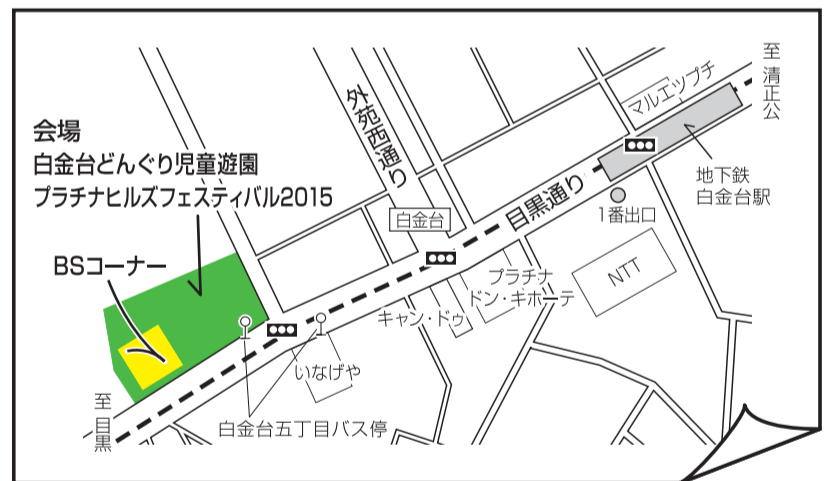 会場
白金台どんぐり児童遊園
プラチナヒルズフェスティバル2015
BSコーナー
外苑西通り
白金台
目黒通り
マルエツプチ
至 清正公
地下鉄
白金台駅
1番出口
NTT
プラチナ
ドン・キホーテ
キャン・ドゥ
いなげや
白金台五丁目バス停
至 目黒